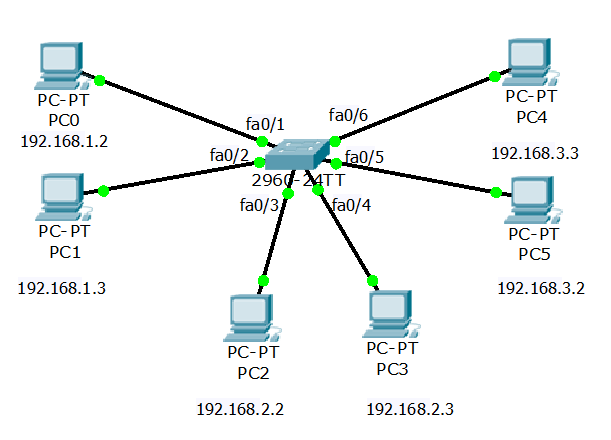 PC-PT
PC0
192.168.1.2
fa0/1
fa0/6
PC-PT
PC4
192.168.3.3
fa0/2
fa0/5
2960-24TT
PC-PT
PC1
192.168.1.3
fa0/3
fa0/4
PC-PT
PC5
192.168.3.2
PC-PT
PC2
192.168.2.2
PC-PT
PC3
192.168.2.3